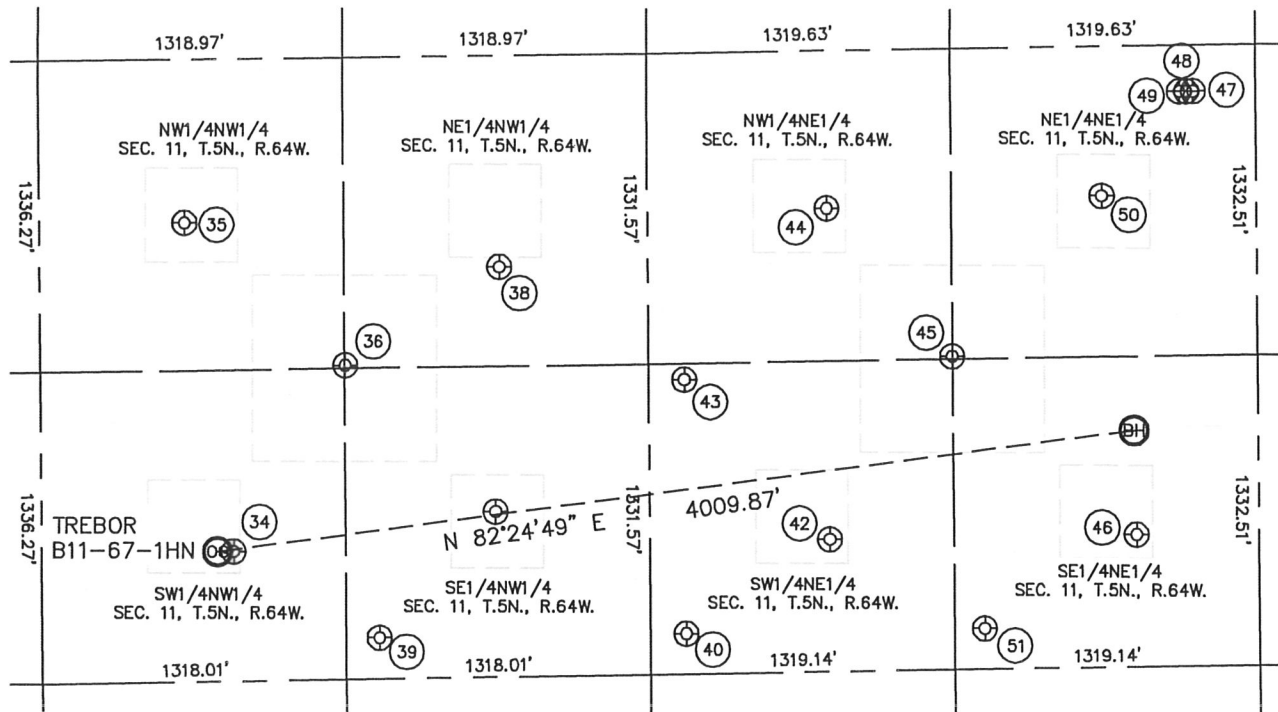 1318.97'
1318.97'
1319.63'
1319.63'
48
49
47
NW1/4NW1/4
SEC. 11, T.5N., R.64W.
NE1/4NW1/4
SEC. 11, T.5N., R.64W.
NW1/4NE1/4
SEC. 11, T.5N., R.64W.
NE1/4NE1/4
SEC. 11, T.5N., R.64W.
1336.27'
35
38
1331.57'
44
50
1332.51'
36
45
43
BH
1336.27'
TREBOR
B11-67-1HN
34
N 82°24'49" E
1331.57'
4009.87'
42
46
1332.51'
SW1/4NW1/4
SEC. 11, T.5N., R.64W.
SE1/4NW1/4
SEC. 11, T.5N., R.64W.
SW1/4NE1/4
SEC. 11, T.5N., R.64W.
SE1/4NE1/4
SEC. 11, T.5N., R.64W.
39
40
51
1318.01'
1318.01'
1319.14'
1319.14'